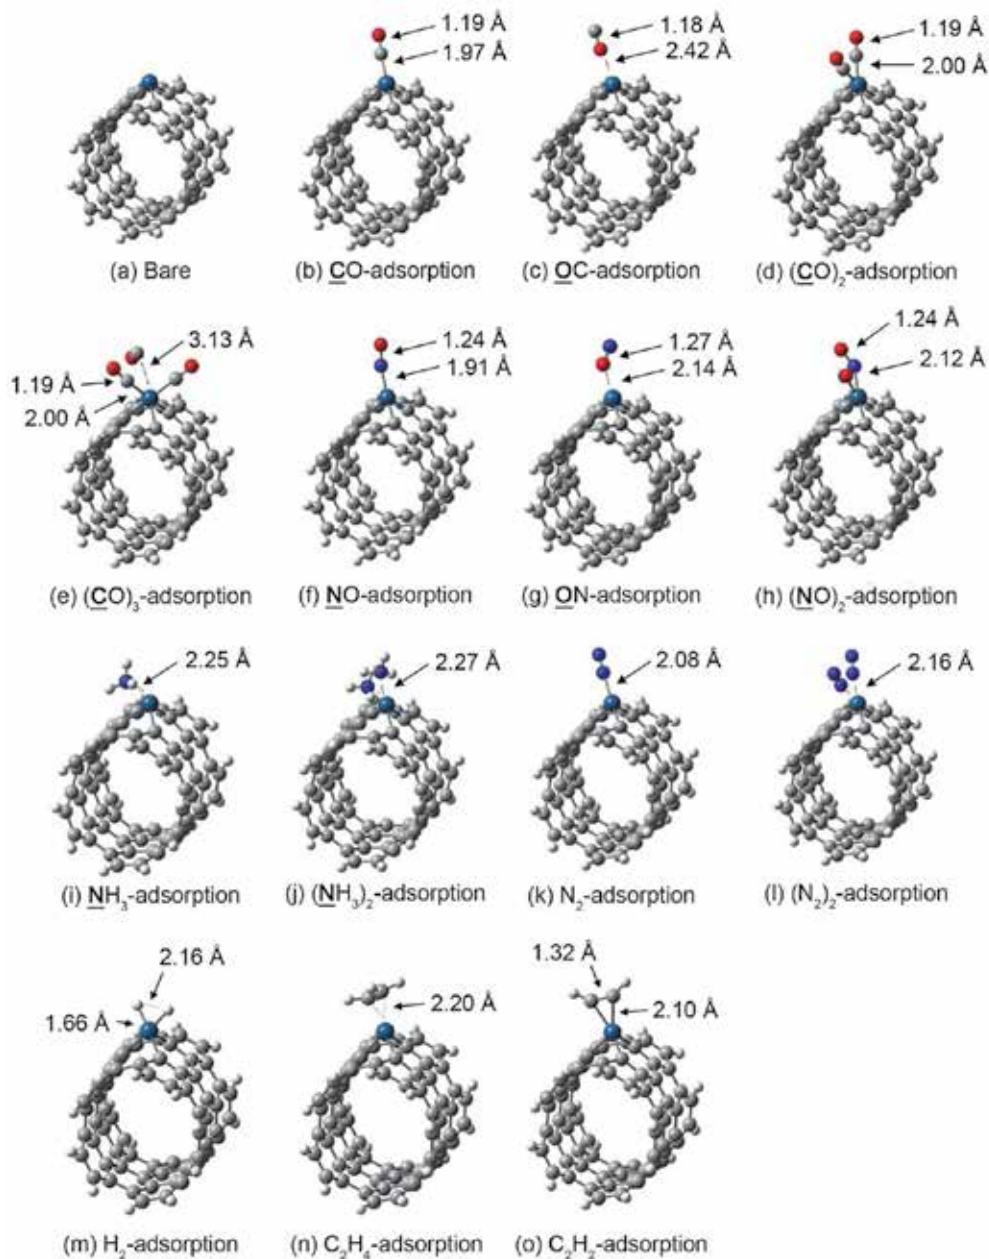 1.19 Å
1.97 Å
1.18 Å
2.42 Å
1.19 Å
2.00 Å
(a) Bare
(b) CO-adsorption
(c) OC-adsorption
(d) (CO)₂-adsorption
3.13 Å
1.19 Å
2.00 Å
1.24 Å
1.91 Å
1.27 Å
2.14 Å
1.24 Å
2.12 Å
(e) (CO)₃-adsorption
(f) NO-adsorption
(g) ON-adsorption
(h) (NO)₂-adsorption
2.25 Å
2.27 Å
2.08 Å
2.16 Å
(i) NH₃-adsorption
(j) (NH₃)₂-adsorption
(k) N₂-adsorption
(l) (N₂)₂-adsorption
2.16 Å
1.66 Å
2.20 Å
1.32 Å
2.10 Å
(m) H₂-adsorption
(n) C₂H₄-adsorption
(o) C₂H₂-adsorption